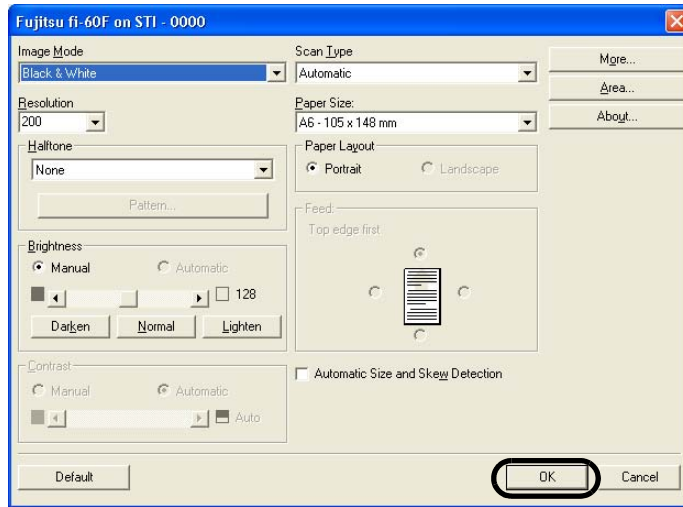 Fujitsu fi-60F on STI - 0000
Image Mode
Black & White
Resolution
200
Halftone
None
Pattern...
Brightness
Manual
Automatic
128
Darken
Normal
Lighten
Contrast
Manual
Automatic
Auto
Scan Type
Automatic
Paper Size:
A6 - 105 x 148 mm
Paper Layout
Portrait
Landscape
Feed:
Top edge first
Automatic Size and Skew Detection
More...
Area...
About...
Default
OK
Cancel